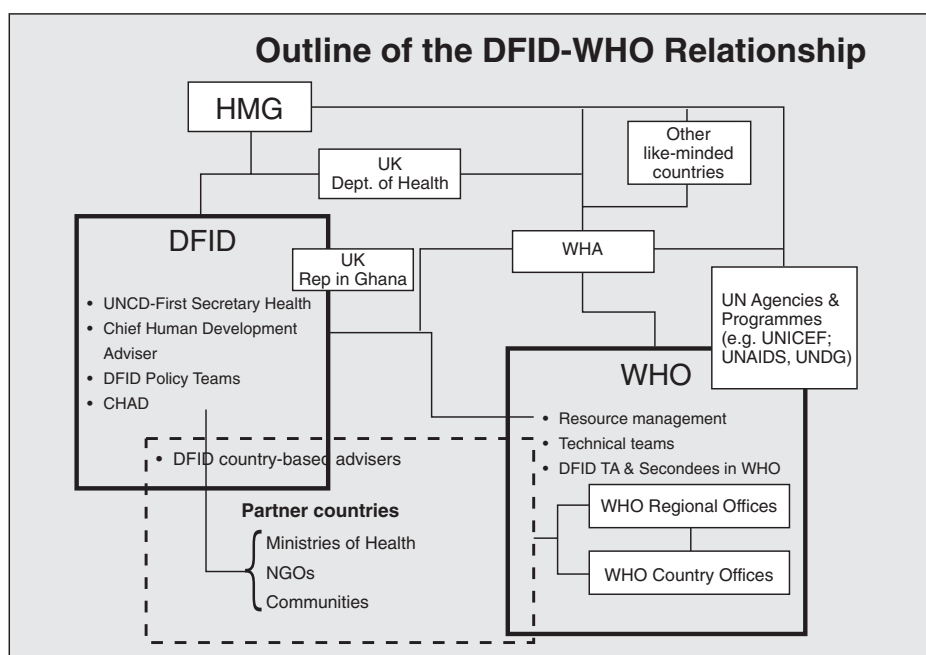 Outline of the DFID-WHO Relationship
HMG
Other
like-minded
countries
UK
Dept. of Health
DFID
UK
Rep in Ghana
WHA
• UNCD-First Secretary Health
• Chief Human Development
Adviser
• DFID Policy Teams
• CHAD
UN Agencies &
Programmes
(e.g. UNICEF;
UNAIDS, UNDG)
WHO
• Resource management
• Technical teams
• DFID TA & Secondees in WHO
• DFID country-based advisers
WHO Regional Offices
WHO Country Offices
Partner countries
Ministries of Health
NGOs
Communities